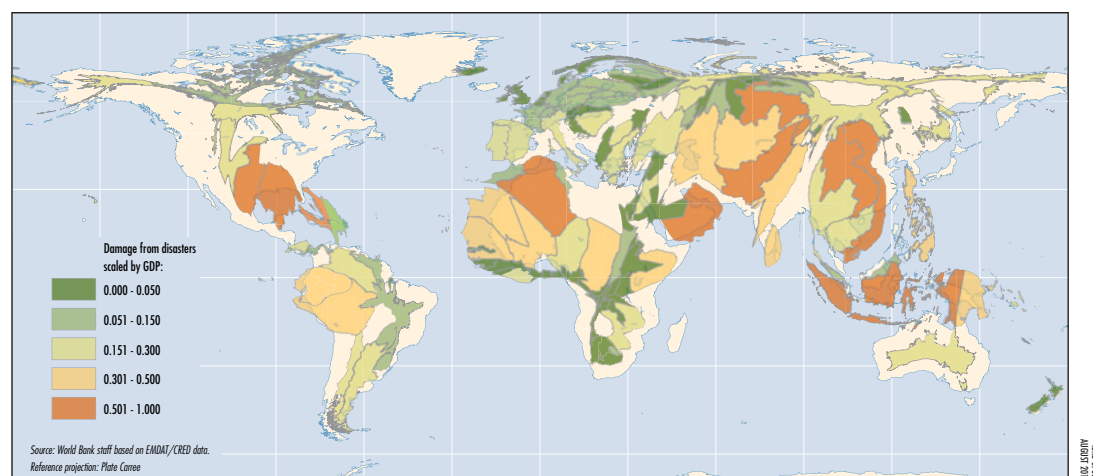 Damage from disasters
scaled by GDP:
0.000 - 0.050
0.051 - 0.150
0.151 - 0.300
0.301 - 0.500
0.501 - 1.000
Source: World Bank staff based on EMDAT/CRED data.
Reference projection: Plate Carree
AUGUST